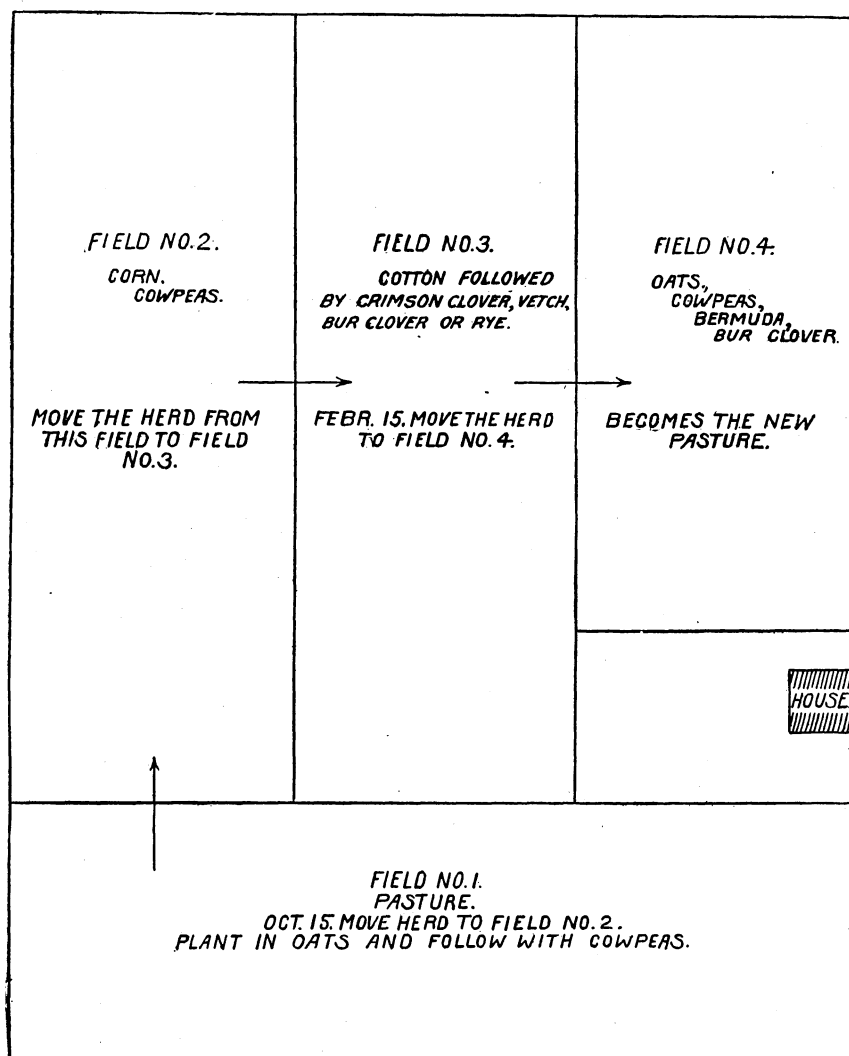 FIELD NO.2.
CORN.
COWPEAS.
MOVE THE HERD FROM
THIS FIELD TO FIELD
NO.3.
FIELD NO.3.
COTTON FOLLOWED
BY CRIMSON CLOVER, VETCH,
BUR CLOVER OR RYE.
FEBR. 15. MOVE THE HERD
TO FIELD NO.4.
FIELD NO.4.
OATS,
COWPEAS,
BERMUDA,
BUR CLOVER.
BECOMES THE NEW
PASTURE.
HOUSE
FIELD NO.1.
PASTURE.
OCT. 15. MOVE HERD TO FIELD NO.2.
PLANT IN OATS AND FOLLOW WITH COWPEAS.